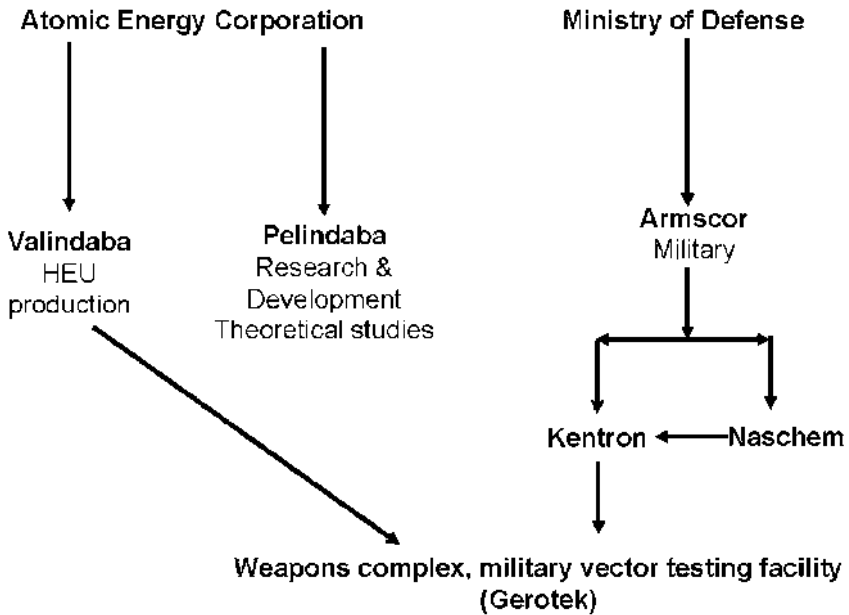 Atomic Energy Corporation
Ministry of Defense
Valindaba
HEU
production
Pelindaba
Research &
Development
Theoretical studies
Armscor
Military
Kentron
Naschem
Weapons complex, military vector testing facility
(Gerotek)